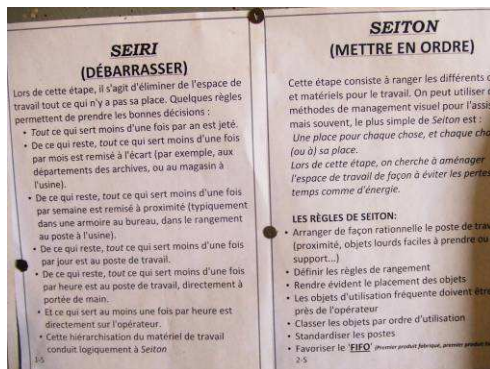 SEIRI
(DÉBARRASSER)
Lors de cette étape, il s'agit d'éliminer de l'espace de
travail tout ce qui n'y a pas sa place. Quelques règles
permettent de prendre les bonnes décisions :
• Tout ce qui sert moins d'une fois par an est jeté.
• De ce qui reste, tout ce qui sert moins d'une fois
par mois est remisé à l'écart (par exemple, aux
départements des archives, ou au magasin à
l'usine).
• De ce qui reste, tout ce qui sert moins d'une fois
par semaine est remisé à proximité (typiquement
dans une armoire au bureau, dans le rangement
au poste à l'usine).
• De ce qui reste, tout ce qui sert moins d'une fois
par jour est au poste de travail.
• De ce qui reste, tout ce qui sert moins d'une fois
par heure est au poste de travail, directement à
portée de main.
• Et ce qui sert au moins une fois par heure est
directement sur l'opérateur.
• Cette hiérarchisation du matériel de travail
conduit logiquement à Seiton
1-5
SEITON
(METTRE EN ORDRE)
Cette étape consiste à ranger les différents
et matériels pour le travail. On peut utiliser
méthodes de management visuel pour
mais souvent, le plus simple de Seiton est :
Une place pour chaque chose, et chaque
(ou à) sa place.
Lors de cette étape, on cherche à aménager
l'espace de travail de façon à éviter les pertes
temps comme d'énergie.
LES RÈGLES DE SEITON:
• Arranger de façon rationnelle le poste de
(proximité, objets lourds faciles à prendre ou
support...)
• Définir les règles de rangement
• Rendre évident le placement des objets
• Les objets d'utilisation fréquente doivent
près de l'opérateur
• Classer les objets par ordre d'utilisation
• Standardiser les postes
• Favoriser le 'FIFO' (Premier produit fabriqué, premier produit
2-5